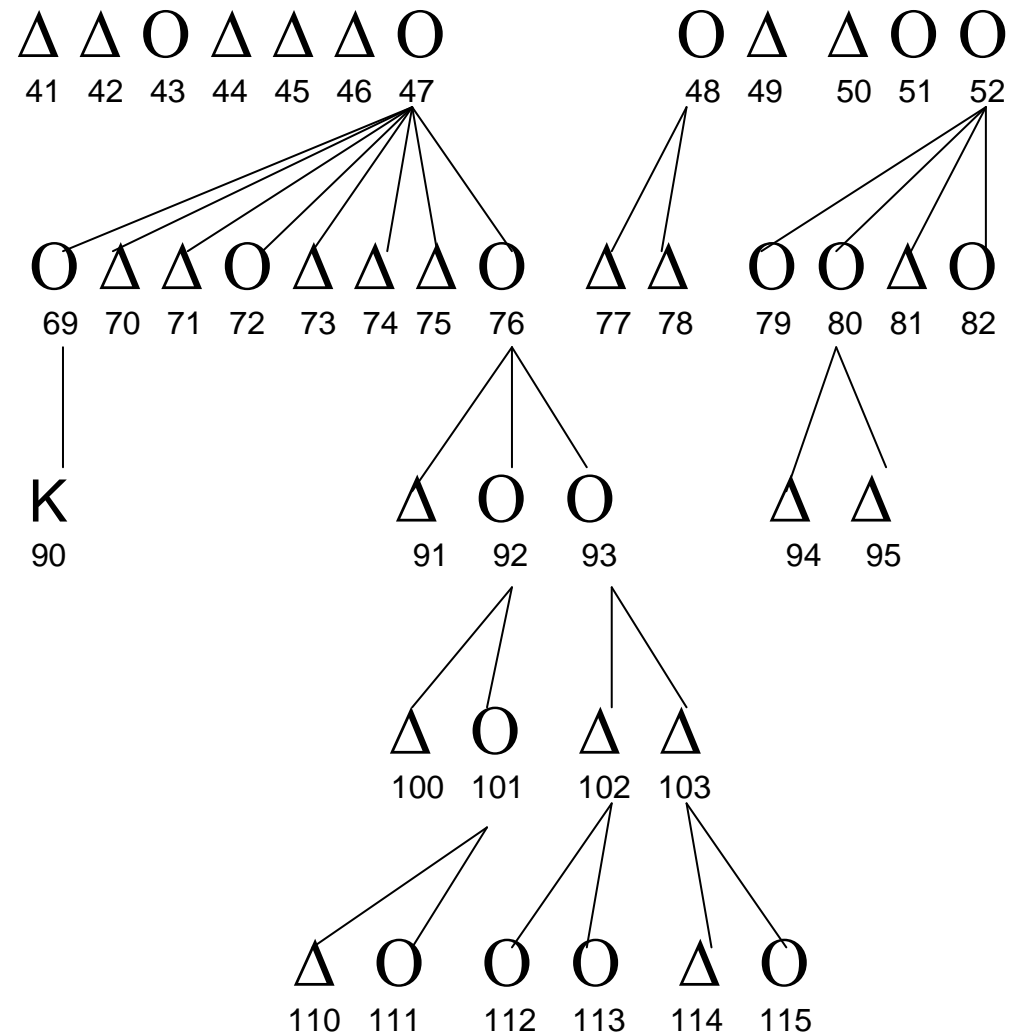 Δ Δ O Δ Δ Δ O O Δ Δ O O
41 42 43 44 45 46 47 48 49 50 51 52
O Δ Δ O Δ Δ Δ O Δ Δ O O Δ O
69 70 71 72 73 74 75 76 77 78 79 80 81 82
K Δ O O Δ Δ
90 91 92 93 94 95
Δ O Δ Δ
100 101 102 103
Δ O O O Δ O
110 111 112 113 114 115